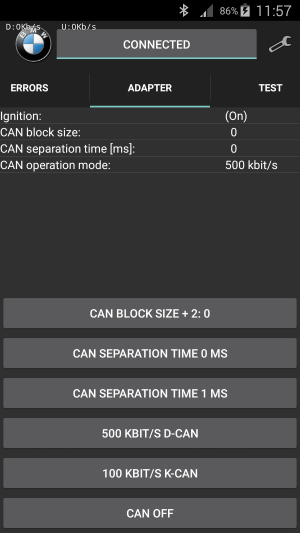 D:0Kb/s U:0Kb/s 86% 11:57
BMW
CONNECTED
ERRORS ADAPTER TEST
Ignition: (On)
CAN block size: 0
CAN separation time [ms]: 0
CAN operation mode: 500 kbit/s
CAN BLOCK SIZE + 2: 0
CAN SEPARATION TIME 0 MS
CAN SEPARATION TIME 1 MS
500 KBIT/S D-CAN
100 KBIT/S K-CAN
CAN OFF